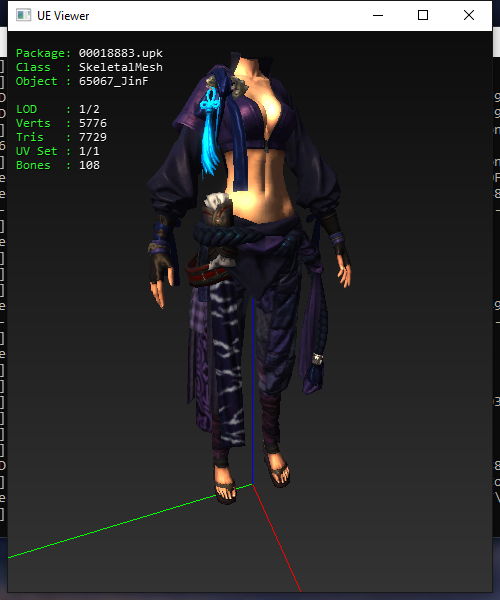 UE Viewer
Package: 00018883.upk
Class : SkeletalMesh
Object : 65067_JinF
LOD : 1/2
Verts : 5776
Tris : 7729
UV Set : 1/1
Bones : 108